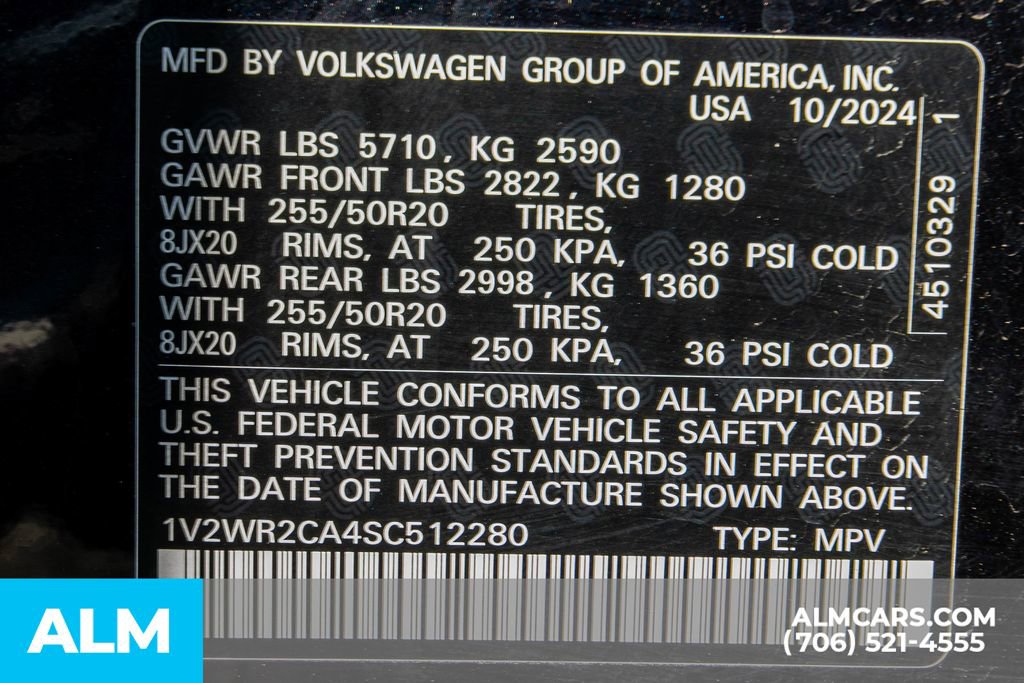 MFD BY VOLKSWAGEN GROUP OF AMERICA, INC.
USA 10/2024
GVWR LBS 5710, KG 2590
GAWR FRONT LBS 2822, KG 1280
WITH 255/50R20 TIRES,
8JX20 RIMS, AT 250 KPA, 36 PSI COLD
GAWR REAR LBS 2998, KG 1360
WITH 255/50R20 TIRES,
8JX20 RIMS, AT 250 KPA, 36 PSI COLD
4510329 1
THIS VEHICLE CONFORMS TO ALL APPLICABLE
U.S. FEDERAL MOTOR VEHICLE SAFETY AND
THEFT PREVENTION STANDARDS IN EFFECT ON
THE DATE OF MANUFACTURE SHOWN ABOVE.
1V2WR2CA4SC512280 TYPE: MPV
ALM
ALMCARS.COM
(706) 521-4555